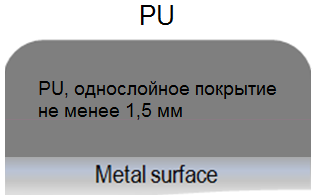 PU
PU, однослойное покрытие
не менее 1,5 мм
Metal surface